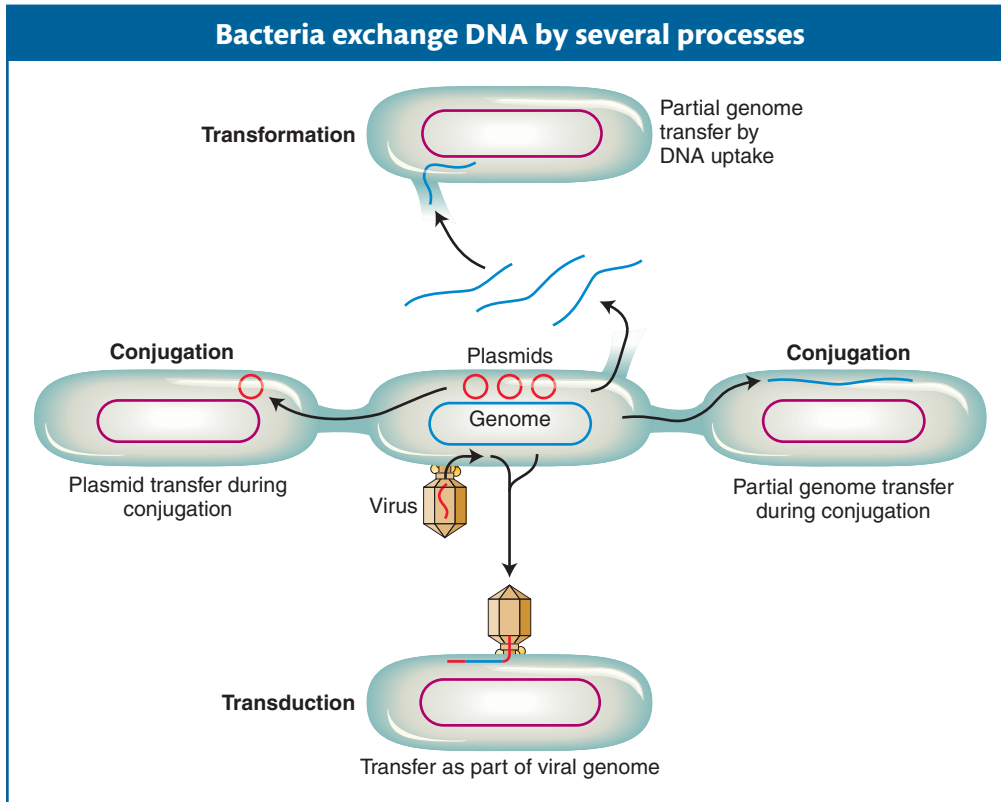 Bacteria exchange DNA by several processes
Transformation
Partial genome
transfer by
DNA uptake
Conjugation
Plasmids
Conjugation
Genome
Plasmid transfer during
conjugation
Virus
Partial genome transfer
during conjugation
Transduction
Transfer as part of viral genome